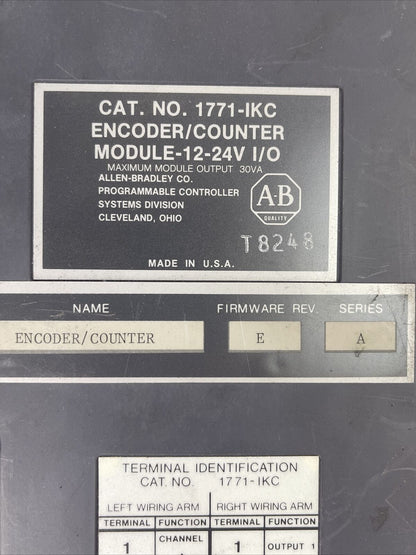 CAT. NO. 1771-IKC
ENCODER/COUNTER
MODULE-12-24V I/O
MAXIMUM MODULE OUTPUT 30VA
ALLEN-BRADLEY CO.
PROGRAMMABLE CONTROLLER
SYSTEMS DIVISION
CLEVELAND, OHIO
A-B
QUALITY
T8248
MADE IN U.S.A.
NAME FIRMWARE REV. SERIES
ENCODER/COUNTER E A
TERMINAL IDENTIFICATION
CAT. NO. 1771-IKC
LEFT WIRING ARM RIGHT WIRING ARM
TERMINAL FUNCTION TERMINAL FUNCTION
1 CHANNEL 1 OUTPUT 1